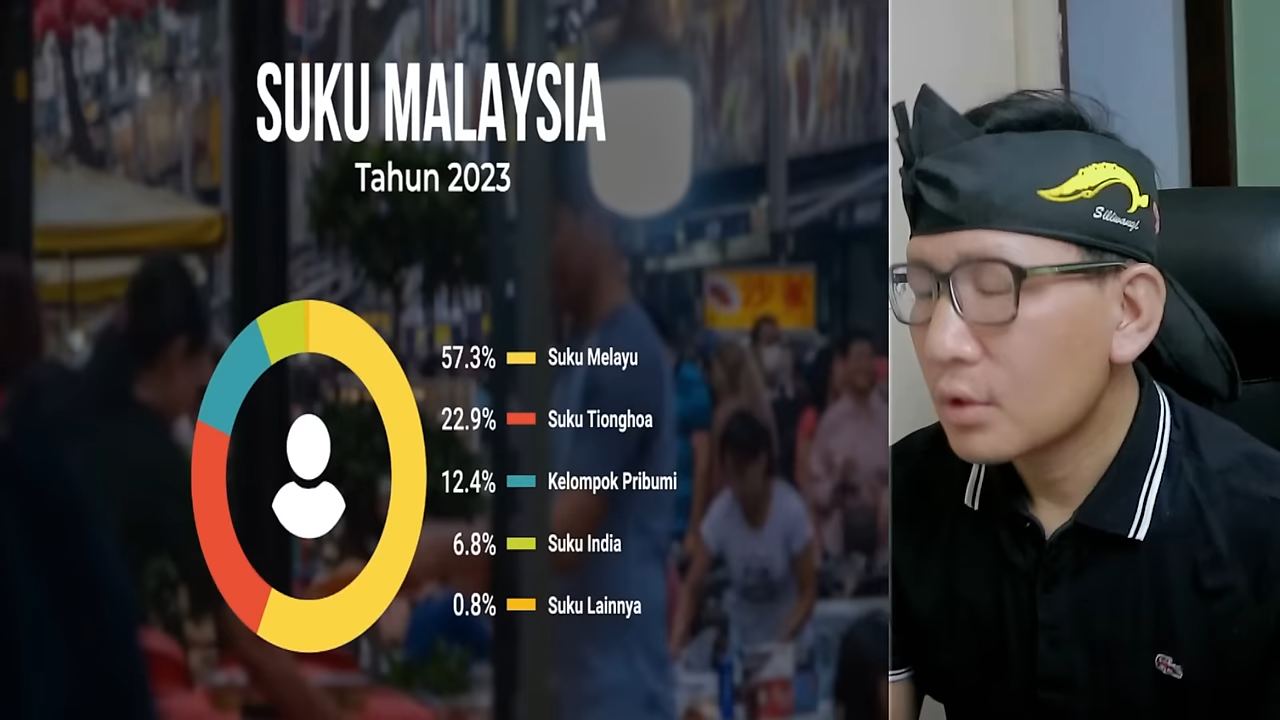 SUKU MALAYSIA
Tahun 2023
57.3% Suku Melayu
22.9% Suku Tionghoa
12.4% Kelompok Pribumi
6.8% Suku India
0.8% Suku Lainnya
Siliwangi